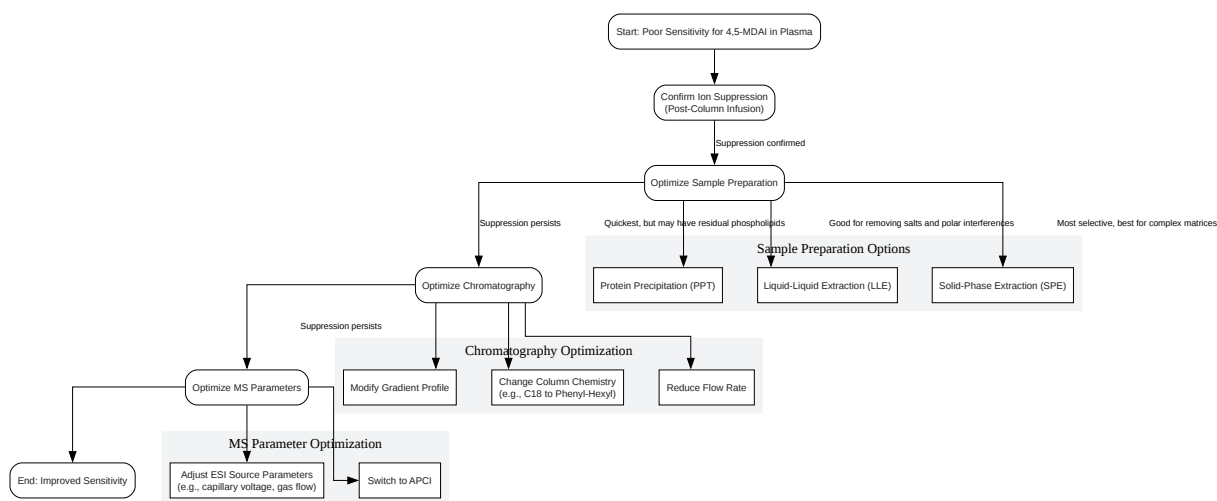 Start: Poor Sensitivity for 4,5-MDAI in Plasma
Confirm Ion Suppression
(Post-Column Infusion)
Suppression confirmed
Optimize Sample Preparation
Suppression persists
Quickest, but may have residual phospholipids
Good for removing salts and polar interferences
Most selective, best for complex matrices
Sample Preparation Options
Protein Precipitation (PPT)
Liquid-Liquid Extraction (LLE)
Solid-Phase Extraction (SPE)
Optimize Chromatography
Suppression persists
Chromatography Optimization
Modify Gradient Profile
Change Column Chemistry
(e.g., C18 to Phenyl-Hexyl)
Reduce Flow Rate
Optimize MS Parameters
MS Parameter Optimization
End: Improved Sensitivity
Adjust ESI Source Parameters
(e.g., capillary voltage, gas flow)
Switch to APCI